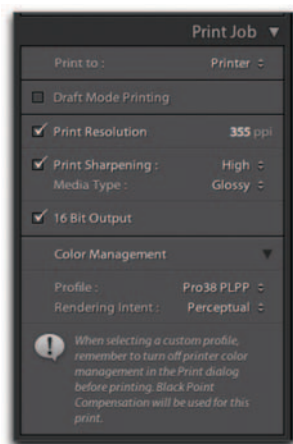 Print Job
Print to : Printer
Draft Mode Printing
Print Resolution 355 ppi
Print Sharpening : High
Media Type : Glossy
16 Bit Output
Color Management
Profile : Pro38 PLPP
Rendering Intent : Perceptual
When selecting a custom profile,
remember to turn off printer color
management in the Print dialog
before printing. Black Point
Compensation will be used for this
print.